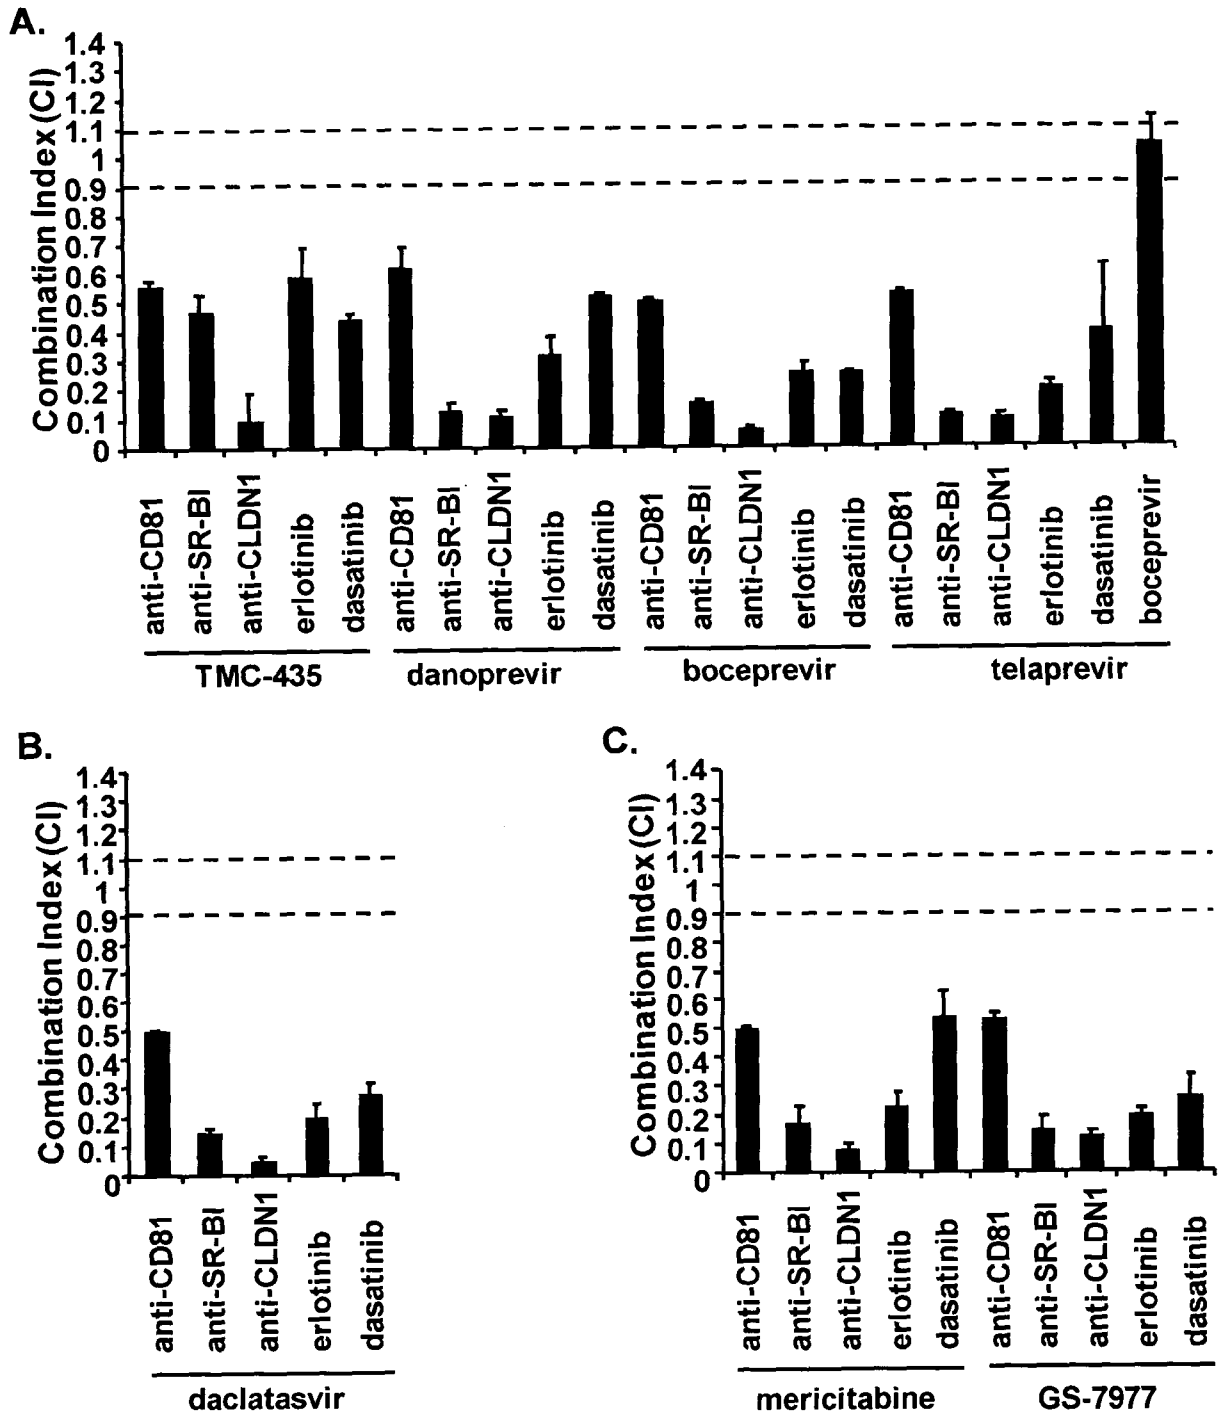 A.
Combination Index (CI)
1.4
1.3
1.2
1.1
1
0.9
0.8
0.7
0.6
0.5
0.4
0.3
0.2
0.1
0
anti-CD81
anti-SR-BI
anti-CLDN1
erlotinib
dasatinib
anti-CD81
anti-SR-BI
anti-CLDN1
erlotinib
dasatinib
anti-CD81
anti-SR-BI
anti-CLDN1
erlotinib
dasatinib
anti-CD81
anti-SR-BI
anti-CLDN1
erlotinib
dasatinib
boceprevir
TMC-435
danoprevir
boceprevir
telaprevir
B.
Combination Index (CI)
1.4
1.3
1.2
1.1
1
0.9
0.8
0.7
0.6
0.5
0.4
0.3
0.2
0.1
0
anti-CD81
anti-SR-BI
anti-CLDN1
erlotinib
dasatinib
daclatasvir
C.
Combination Index (CI)
1.4
1.3
1.2
1.1
1
0.9
0.8
0.7
0.6
0.5
0.4
0.3
0.2
0.1
0
anti-CD81
anti-SR-BI
anti-CLDN1
erlotinib
dasatinib
anti-CD81
anti-SR-BI
anti-CLDN1
erlotinib
dasatinib
mericitabine
GS-7977